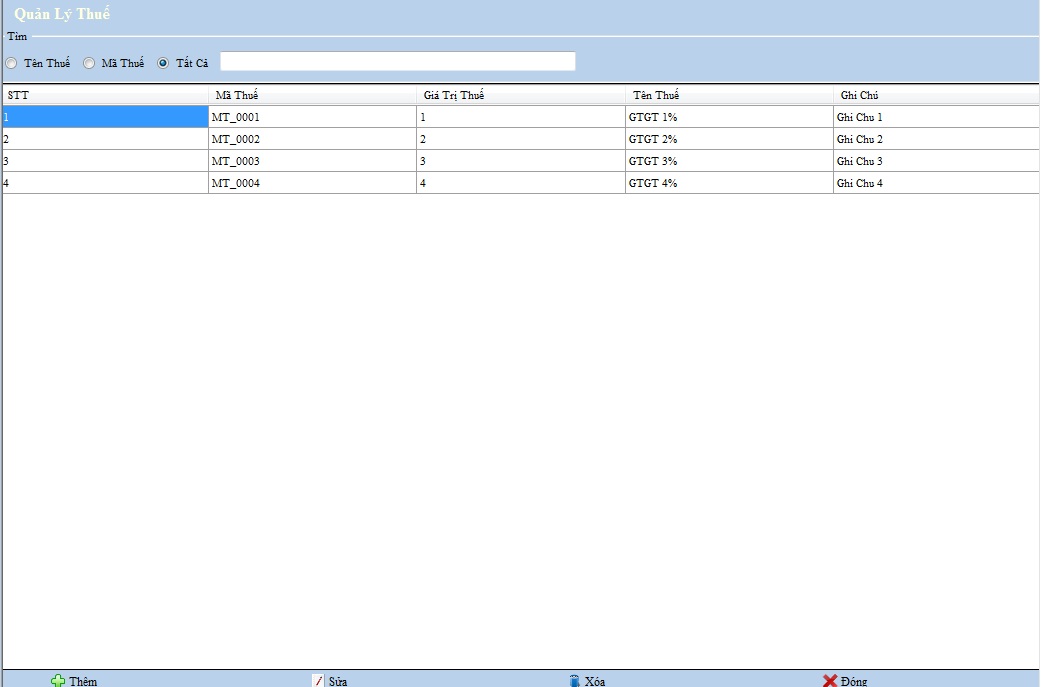 Quản Lý Thuế
Tìm
Tên Thuế Mã Thuế Tất Cả
STT Mã Thuế Giá Trị Thuế Tên Thuế Ghi Chú
1 MT_0001 1 GTGT 1% Ghi Chu 1
2 MT_0002 2 GTGT 2% Ghi Chu 2
3 MT_0003 3 GTGT 3% Ghi Chu 3
4 MT_0004 4 GTGT 4% Ghi Chu 4
Thêm Sửa Xóa Đóng